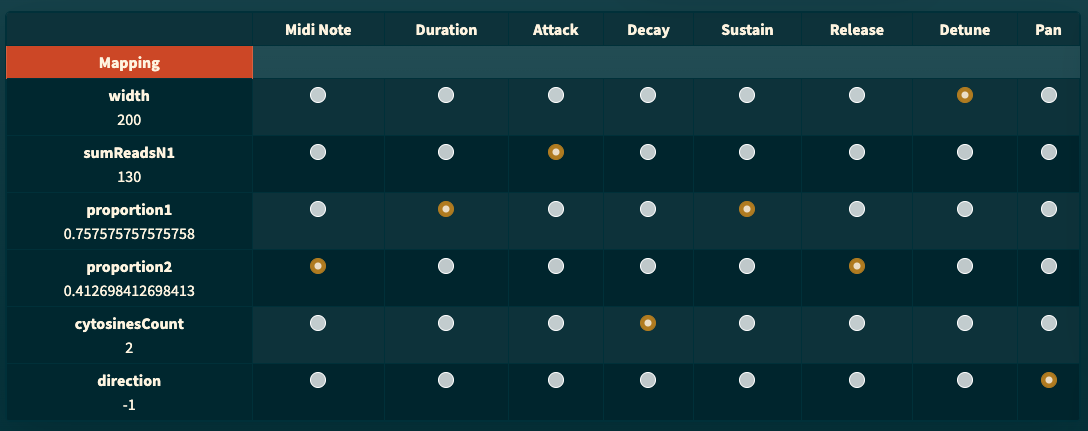 Midi Note Duration Attack Decay Sustain Release Detune Pan
Mapping
width
200
sumReadsN1
130
proportion1
0.757575757575758
proportion2
0.412698412698413
cytosinesCount
2
direction
-1